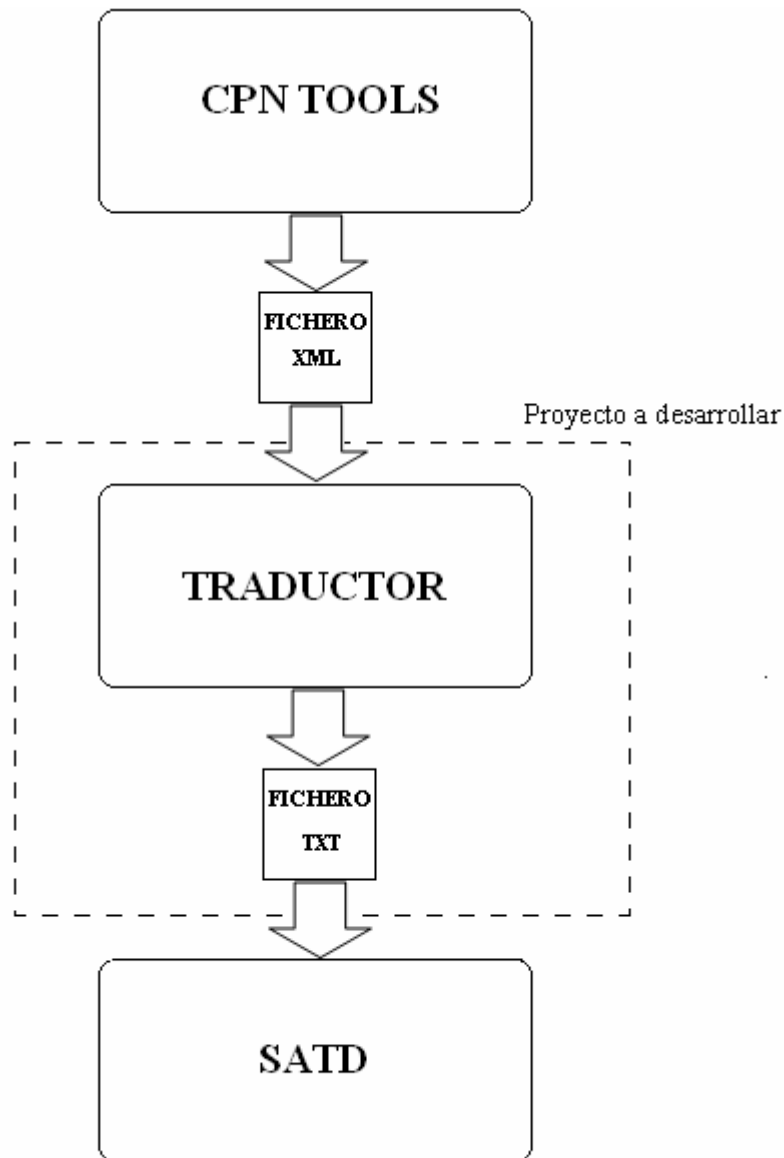 CPN TOOLS
FICHERO
XML
Proyecto a desarrollar
TRADUCTOR
FICHERO
TXT
SATD